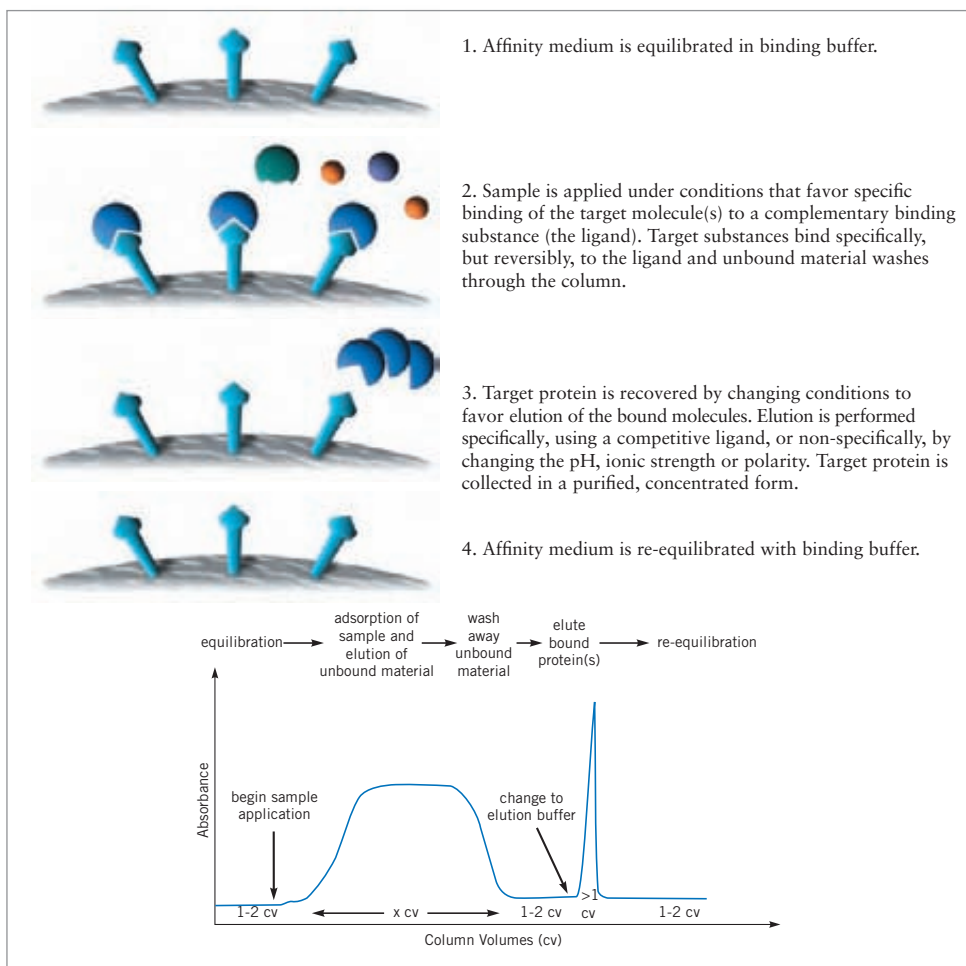 1. Affinity medium is equilibrated in binding buffer.
2. Sample is applied under conditions that favor specific
binding of the target molecule(s) to a complementary binding
substance (the ligand). Target substances bind specifically,
but reversibly, to the ligand and unbound material washes
through the column.
3. Target protein is recovered by changing conditions to
favor elution of the bound molecules. Elution is performed
specifically, using a competitive ligand, or non-specifically, by
changing the pH, ionic strength or polarity. Target protein is
collected in a purified, concentrated form.
4. Affinity medium is re-equilibrated with binding buffer.
equilibration
adsorption of
sample and
elution of
unbound material
wash
away
unbound
material
elute
bound
protein(s)
re-equilibration
Absorbance
begin sample
application
change to
elution buffer
1-2 cv
x cv
1-2 cv
>1
cv
1-2 cv
Column Volumes (cv)